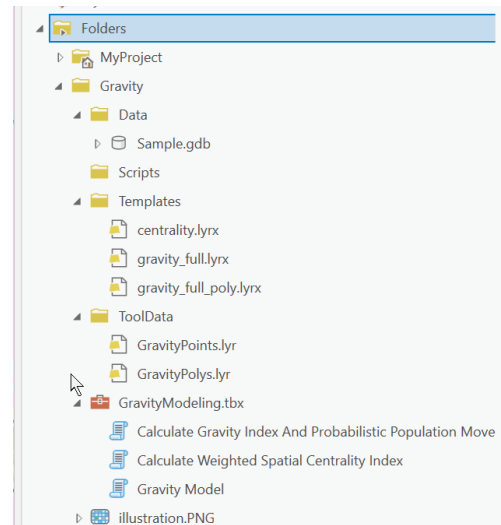 Folders
MyProject
Gravity
Data
Sample.gdb
Scripts
Templates
centrality.lyrx
gravity_full.lyrx
gravity_full_poly.lyrx
ToolData
GravityPoints.lyr
GravityPolys.lyr
GravityModeling.tbx
Calculate Gravity Index And Probabilistic Population Move
Calculate Weighted Spatial Centrality Index
Gravity Model
illustration.PNG